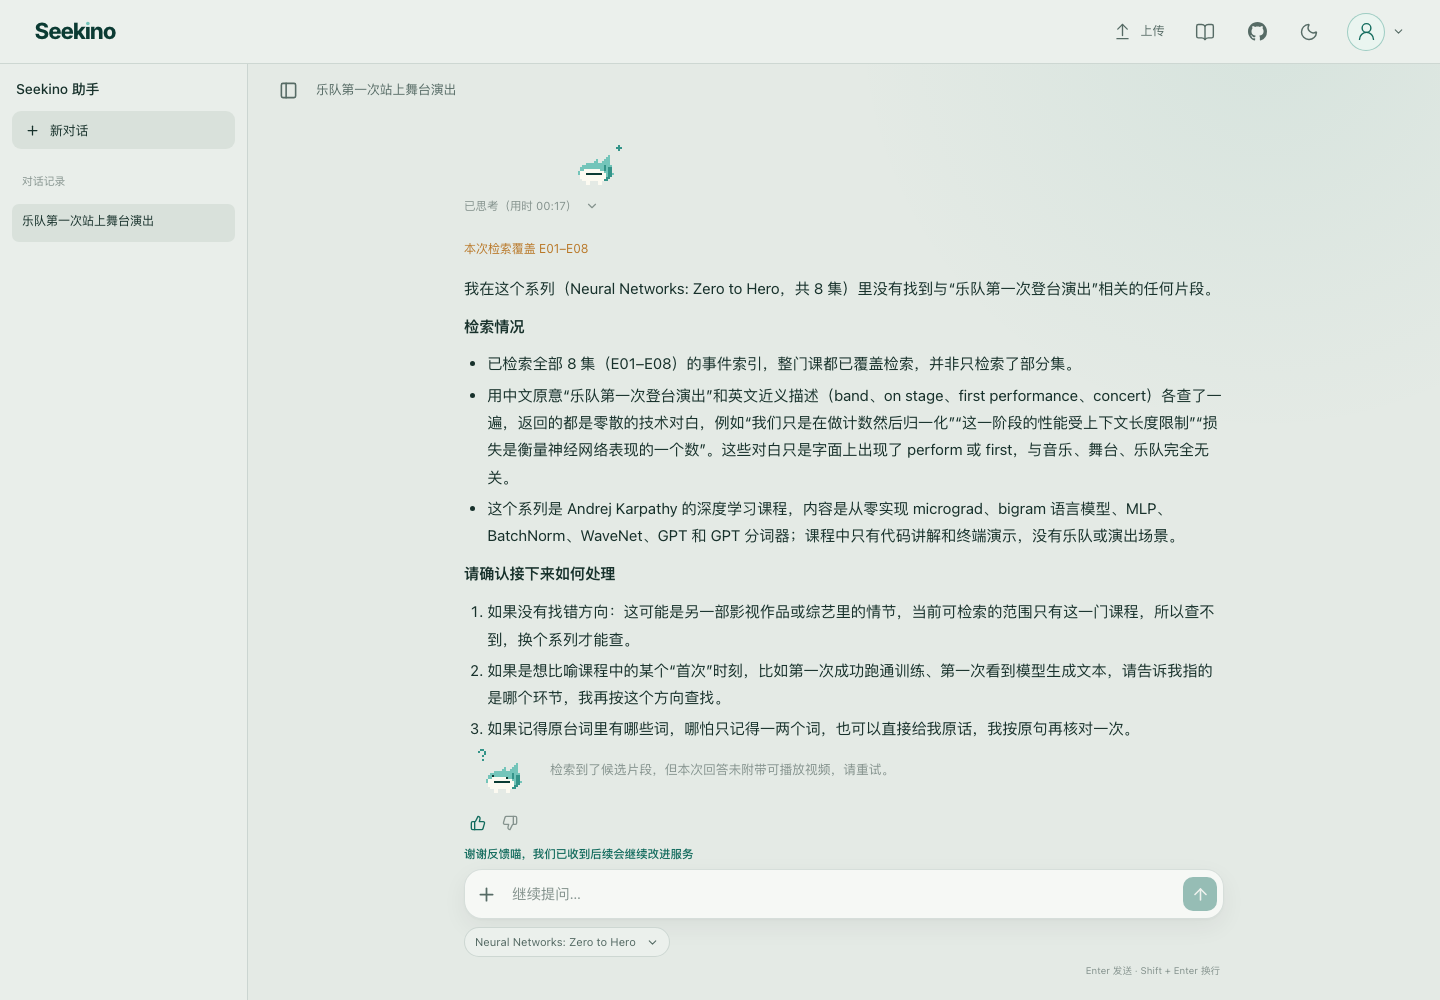 Seekino
上传
Seekino 助手
新对话
对话记录
乐队第一次站上舞台演出
乐队第一次站上舞台演出
已思考（用时 00:17）
本次检索覆盖 E01–E08
我在这个系列（Neural Networks: Zero to Hero，共 8 集）里没有找到与“乐队第一次登台演出”相关的任何片段。
检索情况
• 已检索全部 8 集（E01–E08）的事件索引，整门课都已覆盖检索，并非只检索了部分集。
• 用中文原意“乐队第一次登台演出”和英文近义描述（band、on stage、first performance、concert）各查了一
遍，返回的都是零散的技术对白，例如“我们只是在做计数然后归一化”“这一阶段的性能受上下文长度限制”“损
失是衡量神经网络表现的一个数”。这些对白只是字面上出现了 perform 或 first，与音乐、舞台、乐队完全无
关。
• 这个系列是 Andrej Karpathy 的深度学习课程，内容是从零实现 micrograd、bigram 语言模型、MLP、
BatchNorm、WaveNet、GPT 和 GPT 分词器；课程中只有代码讲解和终端演示，没有乐队或演出场景。
请确认接下来如何处理
1. 如果没有找错方向：这可能是另一部影视作品或综艺里的情节，当前可检索的范围只有这一门课程，所以查不
到，换个系列才能查。
2. 如果是想比喻课程中的某个“首次”时刻，比如第一次成功跑通训练、第一次看到模型生成文本，请告诉我指的
是哪个环节，我再按这个方向查找。
3. 如果记得原台词里有哪些词，哪怕只记得一两个词，也可以直接给我原话，我按原句再核对一次。
检索到了候选片段，但本次回答未附带可播放视频，请重试。
谢谢反馈喵，我们已收到后续会继续改进服务
继续提问...
Neural Networks: Zero to Hero
Enter 发送 · Shift + Enter 换行